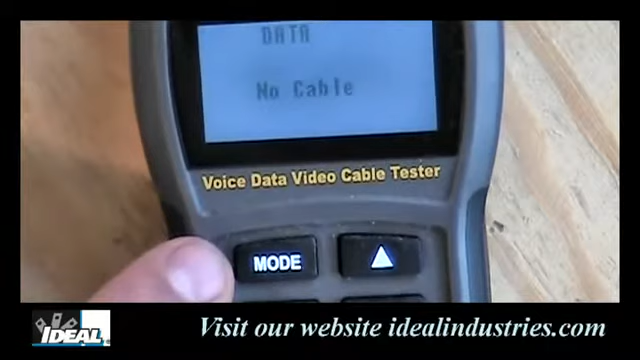 DATA
No Cable
Voice Data Video Cable Tester
MODE
IDEAL
Visit our website idealindustries.com